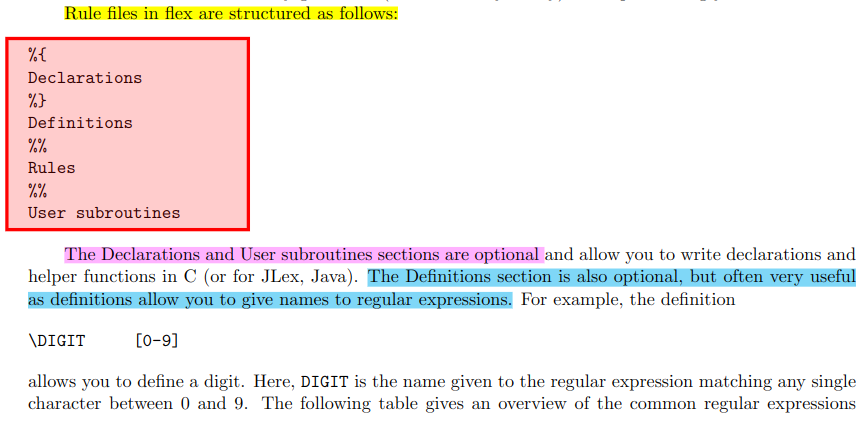 Rule files in flex are structured as follows:
%{
Declarations
%}
Definitions
%%
Rules
%%
User subroutines
The Declarations and User subroutines sections are optional and allow you to write declarations and
helper functions in C (or for JLex, Java). The Definitions section is also optional, but often very useful
as definitions allow you to give names to regular expressions. For example, the definition
\DIGIT [0-9]
allows you to define a digit. Here, DIGIT is the name given to the regular expression matching any single
character between 0 and 9. The following table gives an overview of the common regular expressions